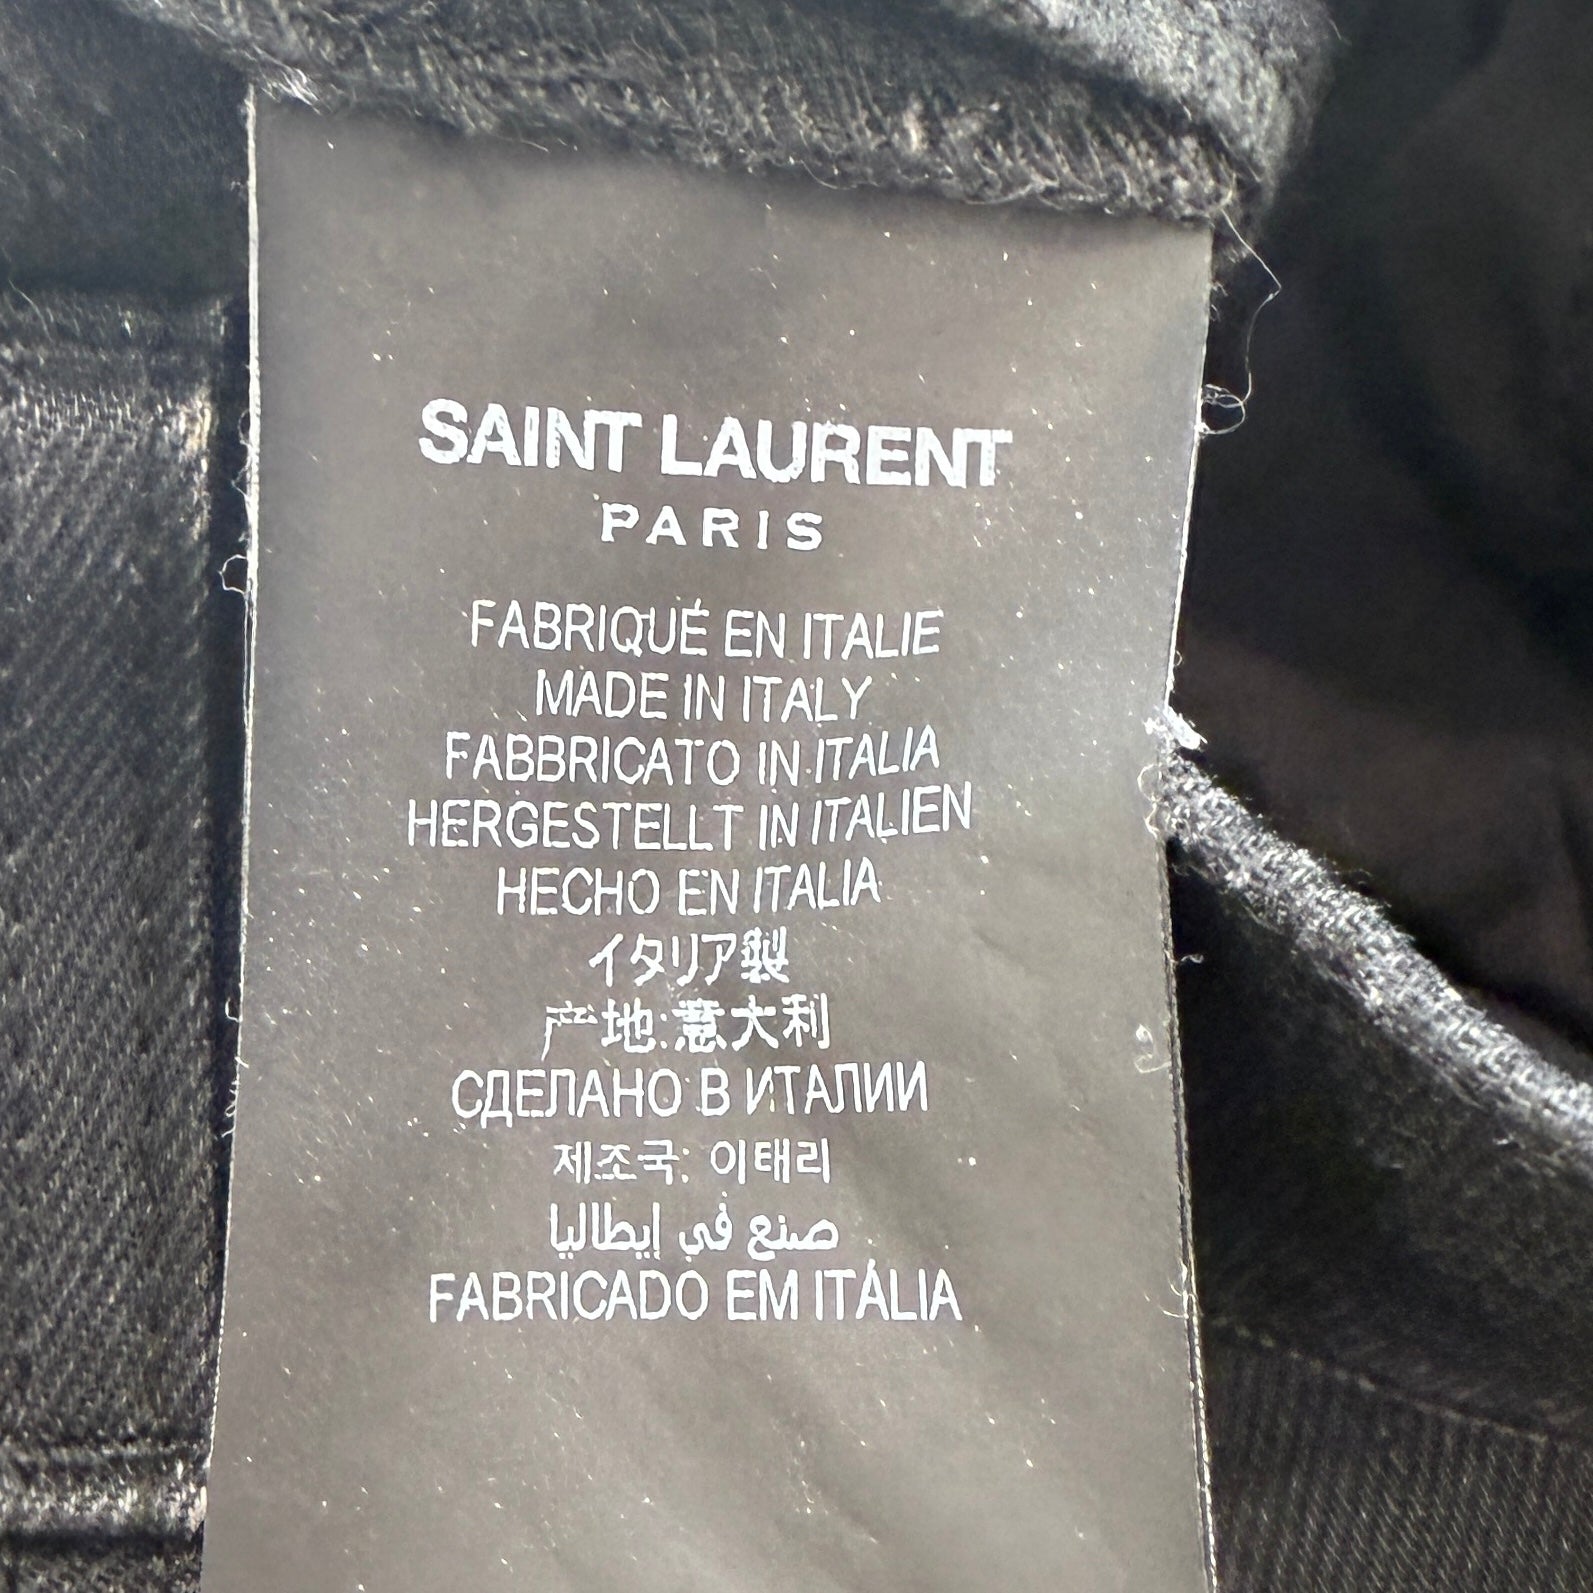 SAINT LAURENT
PARIS
FABRIQUÉ EN ITALIE
MADE IN ITALY
FABBRICATO IN ITALIA
HERGESTELLT IN ITALIEN
HECHO EN ITALIA
イタリア製
产地:意大利
СДЕЛАНО В ИТАЛИИ
제조국: 이태리
صنع في إيطاليا
FABRICADO EM ITÁLIA